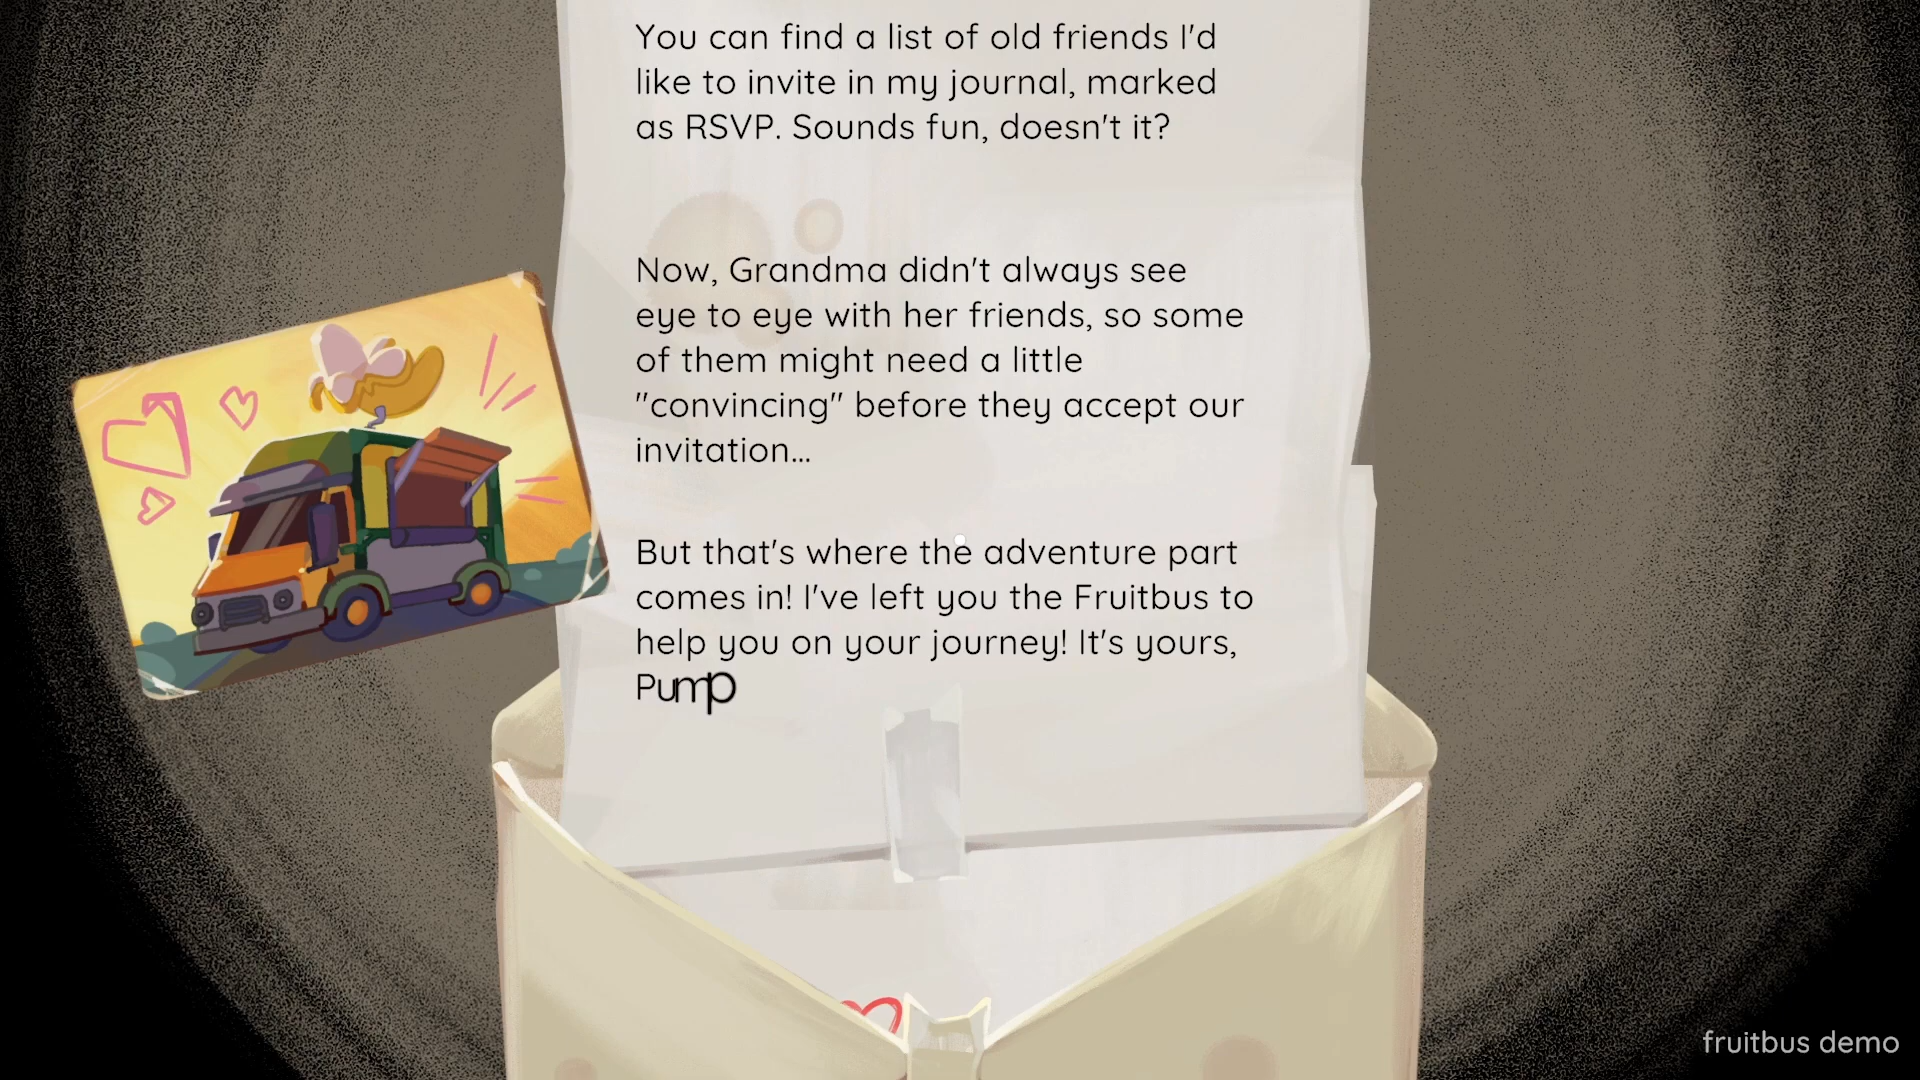 You can find a list of old friends I'd
like to invite in my journal, marked
as RSVP. Sounds fun, doesn't it?
Now, Grandma didn't always see
eye to eye with her friends, so some
of them might need a little
"convincing" before they accept our
invitation...
But that's where the adventure part
comes in! I've left you the Fruitbus to
help you on your journey! It's yours,
Pump
fruitbus demo